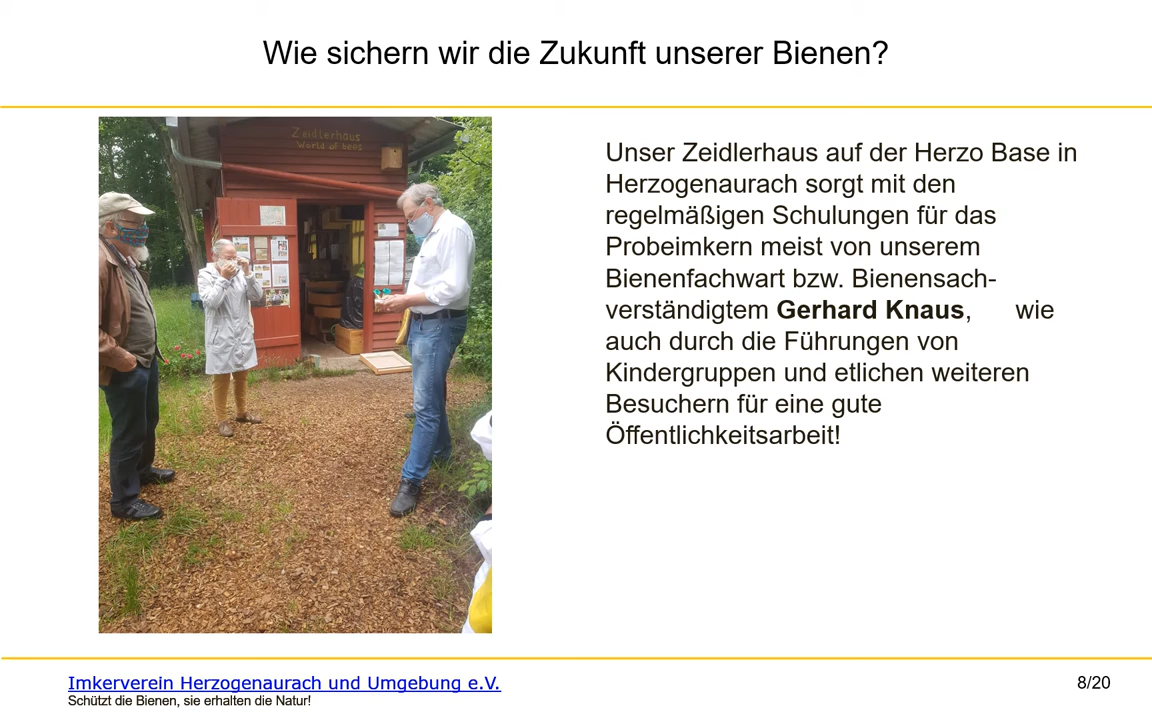 Wie sichern wir die Zukunft unserer Bienen?
Zeidlerhaus
World of bees
Unser Zeidlerhaus auf der Herzo Base in
Herzogenaurach sorgt mit den
regelmäßigen Schulungen für das
Probeimkern meist von unserem
Bienenfachwart bzw. Bienensach-
verständigtem Gerhard Knaus, wie
auch durch die Führungen von
Kindergruppen und etlichen weiteren
Besuchern für eine gute
Öffentlichkeitsarbeit!
Imkerverein Herzogenaurach und Umgebung e.V.
Schützt die Bienen, sie erhalten die Natur!
8/20